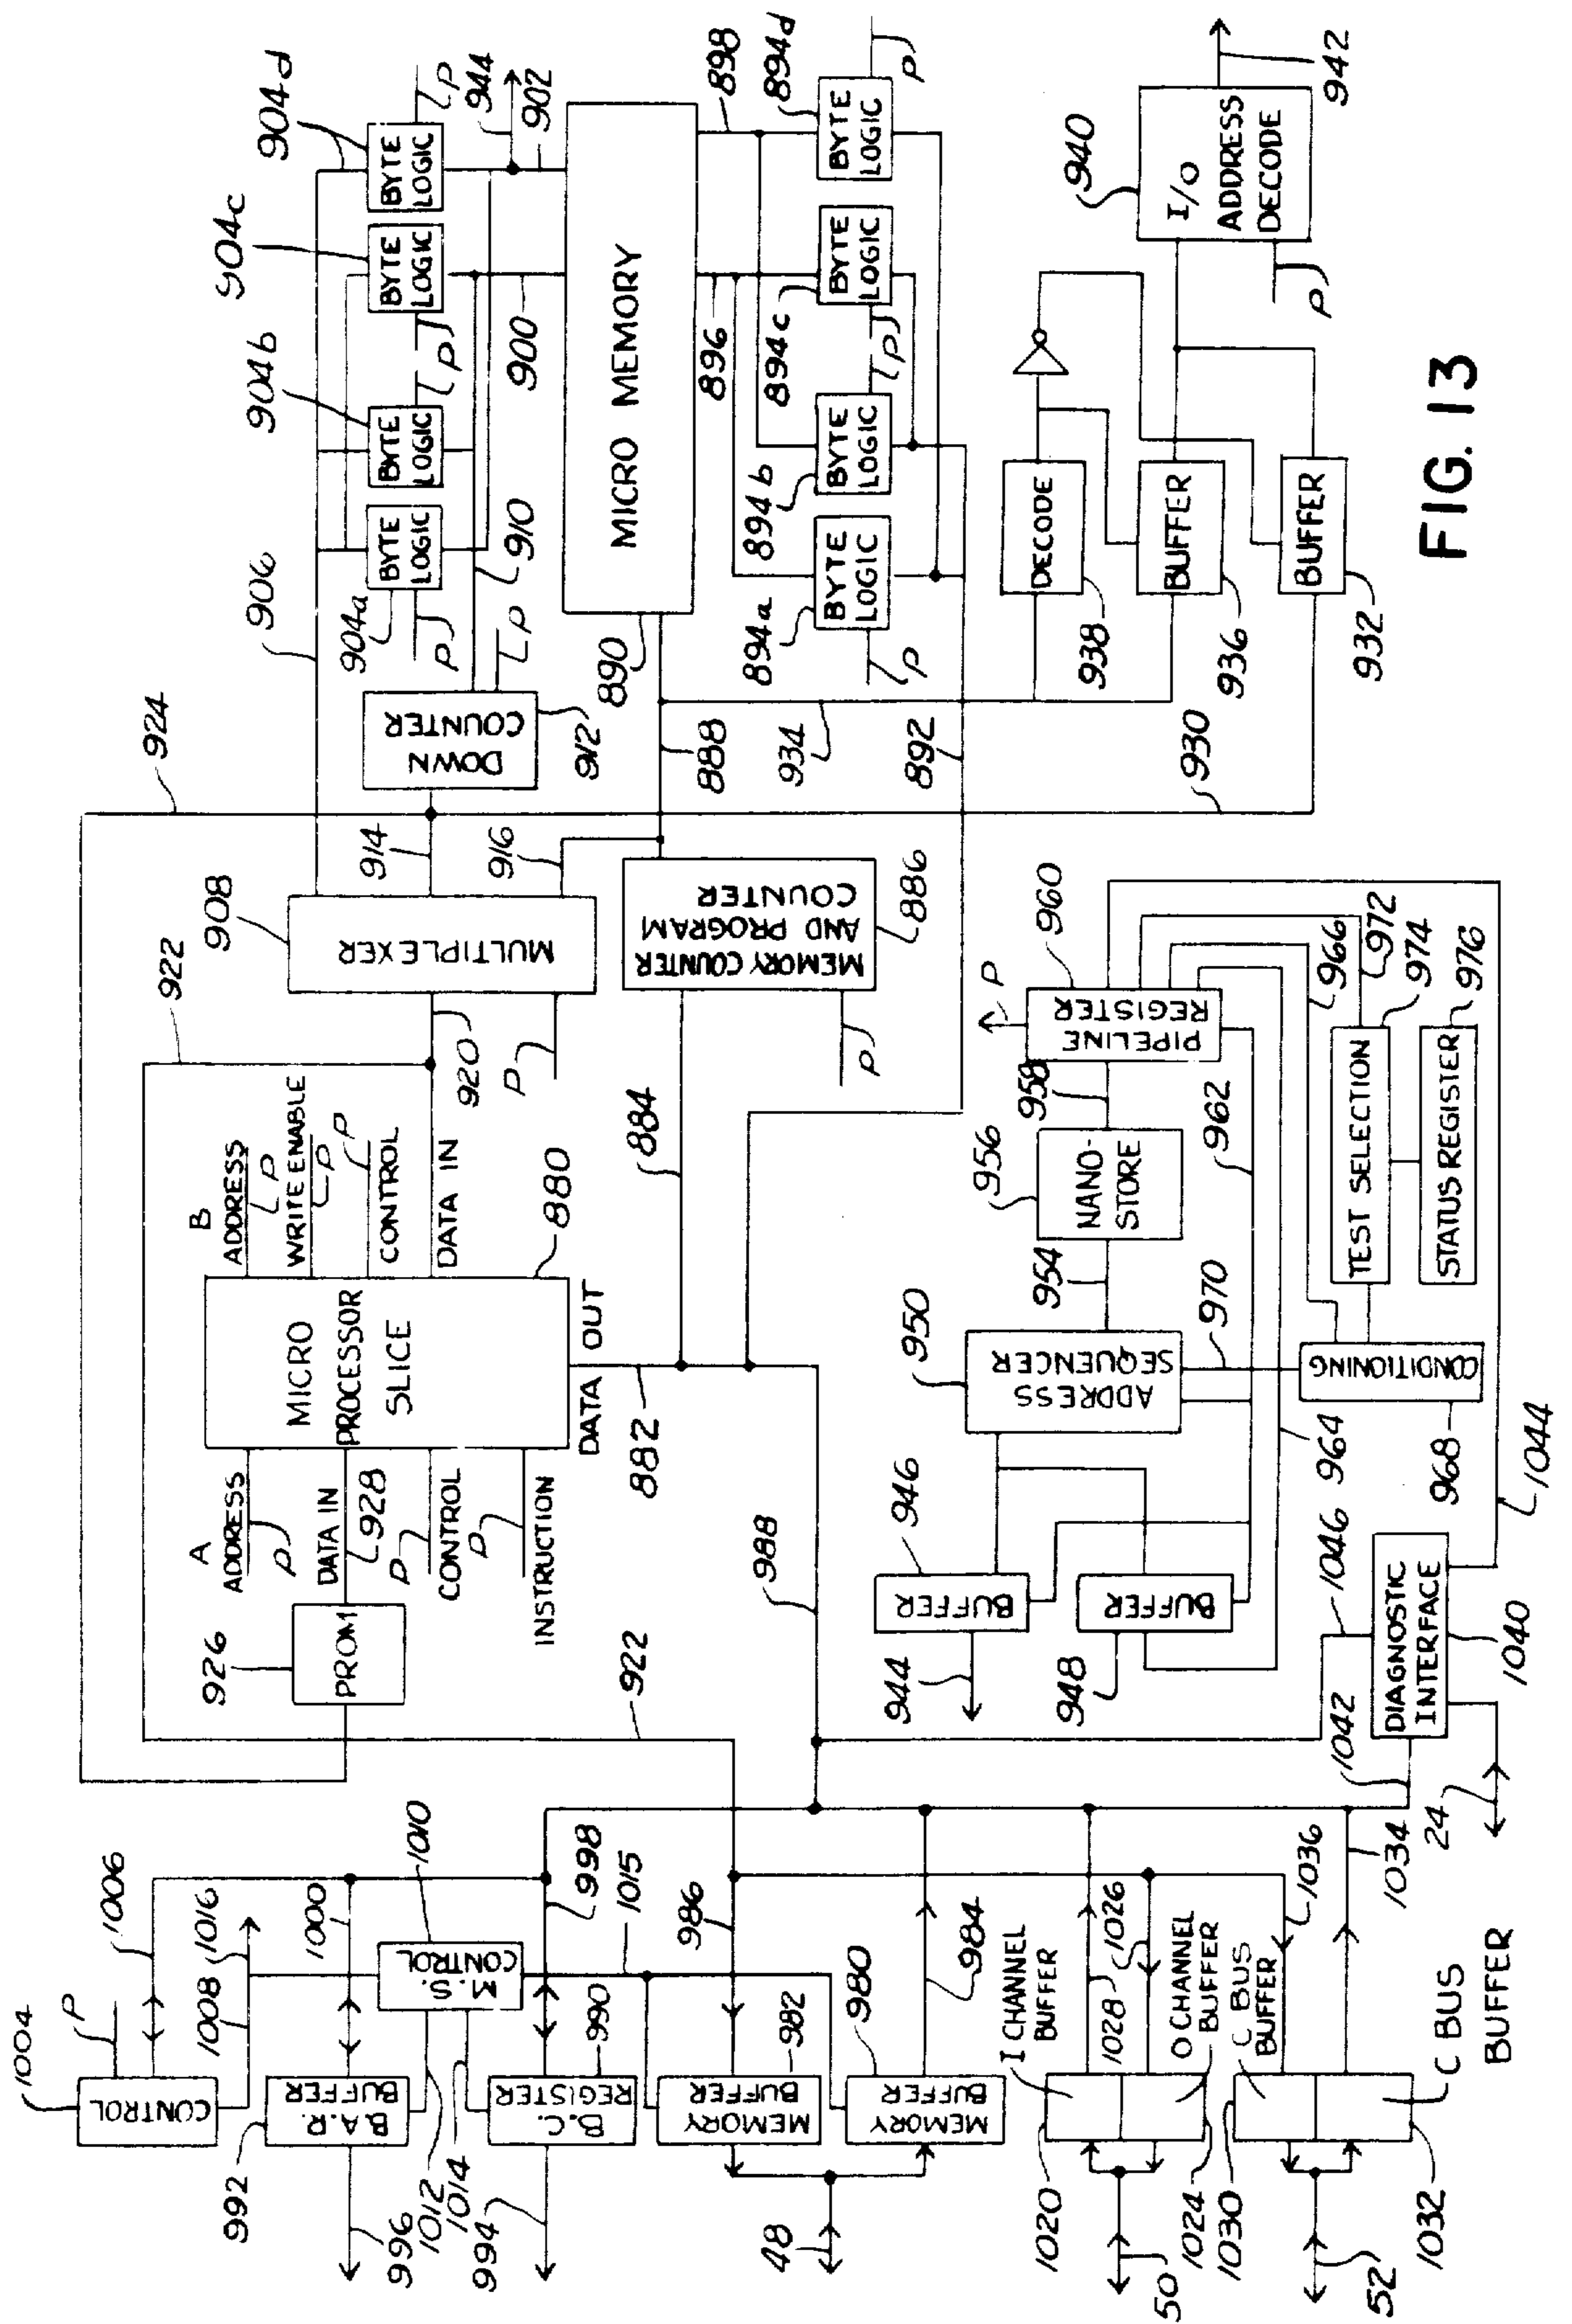 1004
P
1006
1008
1016
1000
1010
CONTROL
992
B.A.R.
BUFFER
M.S.
CONTROL
996
1012
1014
994
B.C.
REGISTER
990
998
1015
986
MEMORY
BUFFER
982
48
MEMORY
BUFFER
980
984
1020
I CHANNEL
BUFFER
1028
1026
50
1024
O CHANNEL
BUFFER
1030
C BUS
BUFFER
1036
52
1032
C BUS
BUFFER
1034
922
926
PROM
A
ADDRESS
P
DATA IN
928
P
CONTROL
P
INSTRUCTION
MICRO
PROCESSOR
SLICE
DATA OUT
882
880
B
ADDRESS
P
WRITE ENABLE
P
P
CONTROL
DATA IN
922
920
P
908
MULTIPLEXER
924
914
916
884
MEMORY COUNTER
AND PROGRAM
COUNTER
886
P
988
906
DOWN
COUNTER
912
P
910
904a
BYTE
LOGIC
P
904b
BYTE
LOGIC
P
904c
BYTE
LOGIC
P
904d
BYTE
LOGIC
P
944
902
900
MICRO MEMORY
890
888
896
898
894a
BYTE
LOGIC
P
894b
BYTE
LOGIC
P
894c
BYTE
LOGIC
894d
BYTE
LOGIC
P
934
892
930
DECODE
938
BUFFER
936
BUFFER
932
940
I/O
ADDRESS
DECODE
P
942
944
946
BUFFER
948
BUFFER
950
ADDRESS
SEQUENCER
954
956
NANO-
STORE
958
P
960
PIPELINE
REGISTER
962
964
970
966
972
974
976
TEST SELECTION
STATUS REGISTER
CONDITIONING
968
1044
1046
1042
DIAGNOSTIC
INTERFACE
1040
24
FIG. 13